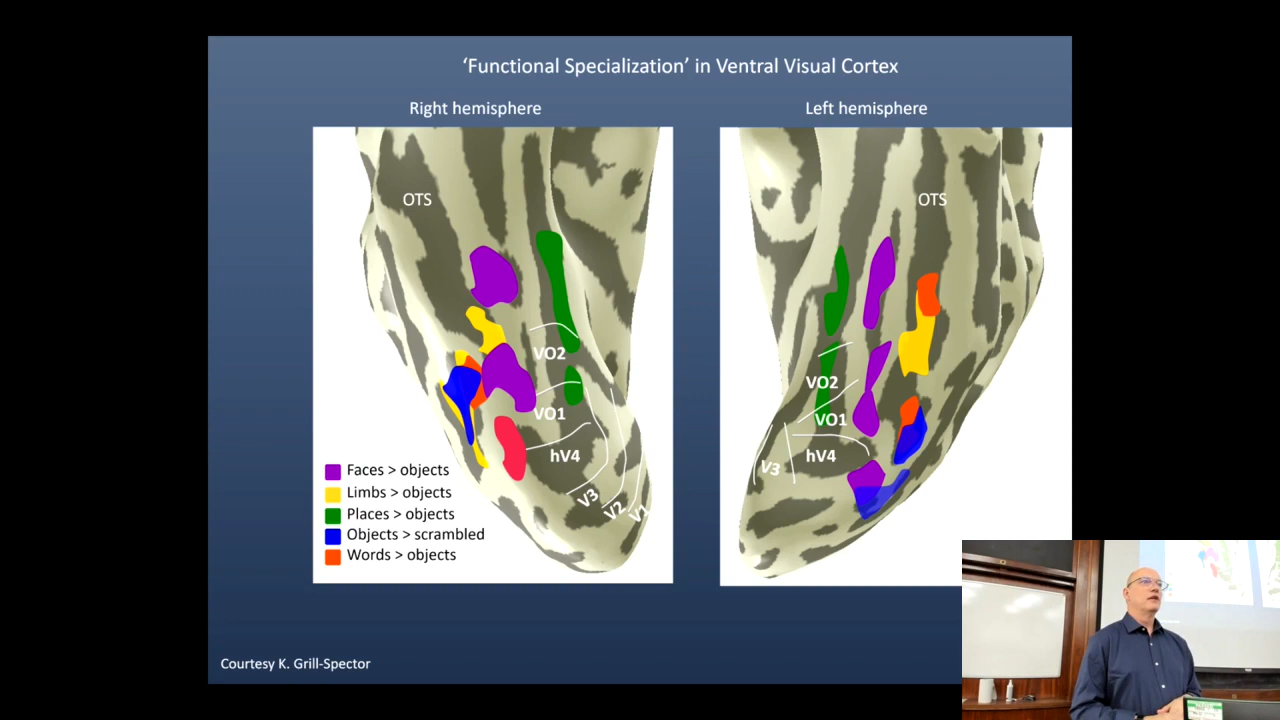 ‘Functional Specialization’ in Ventral Visual Cortex
Right hemisphere
Left hemisphere
OTS
OTS
VO2
VO1
hV4
V3
V2
V1
VO2
VO1
hV4
V3
Faces > objects
Limbs > objects
Places > objects
Objects > scrambled
Words > objects
Courtesy K. Grill-Spector